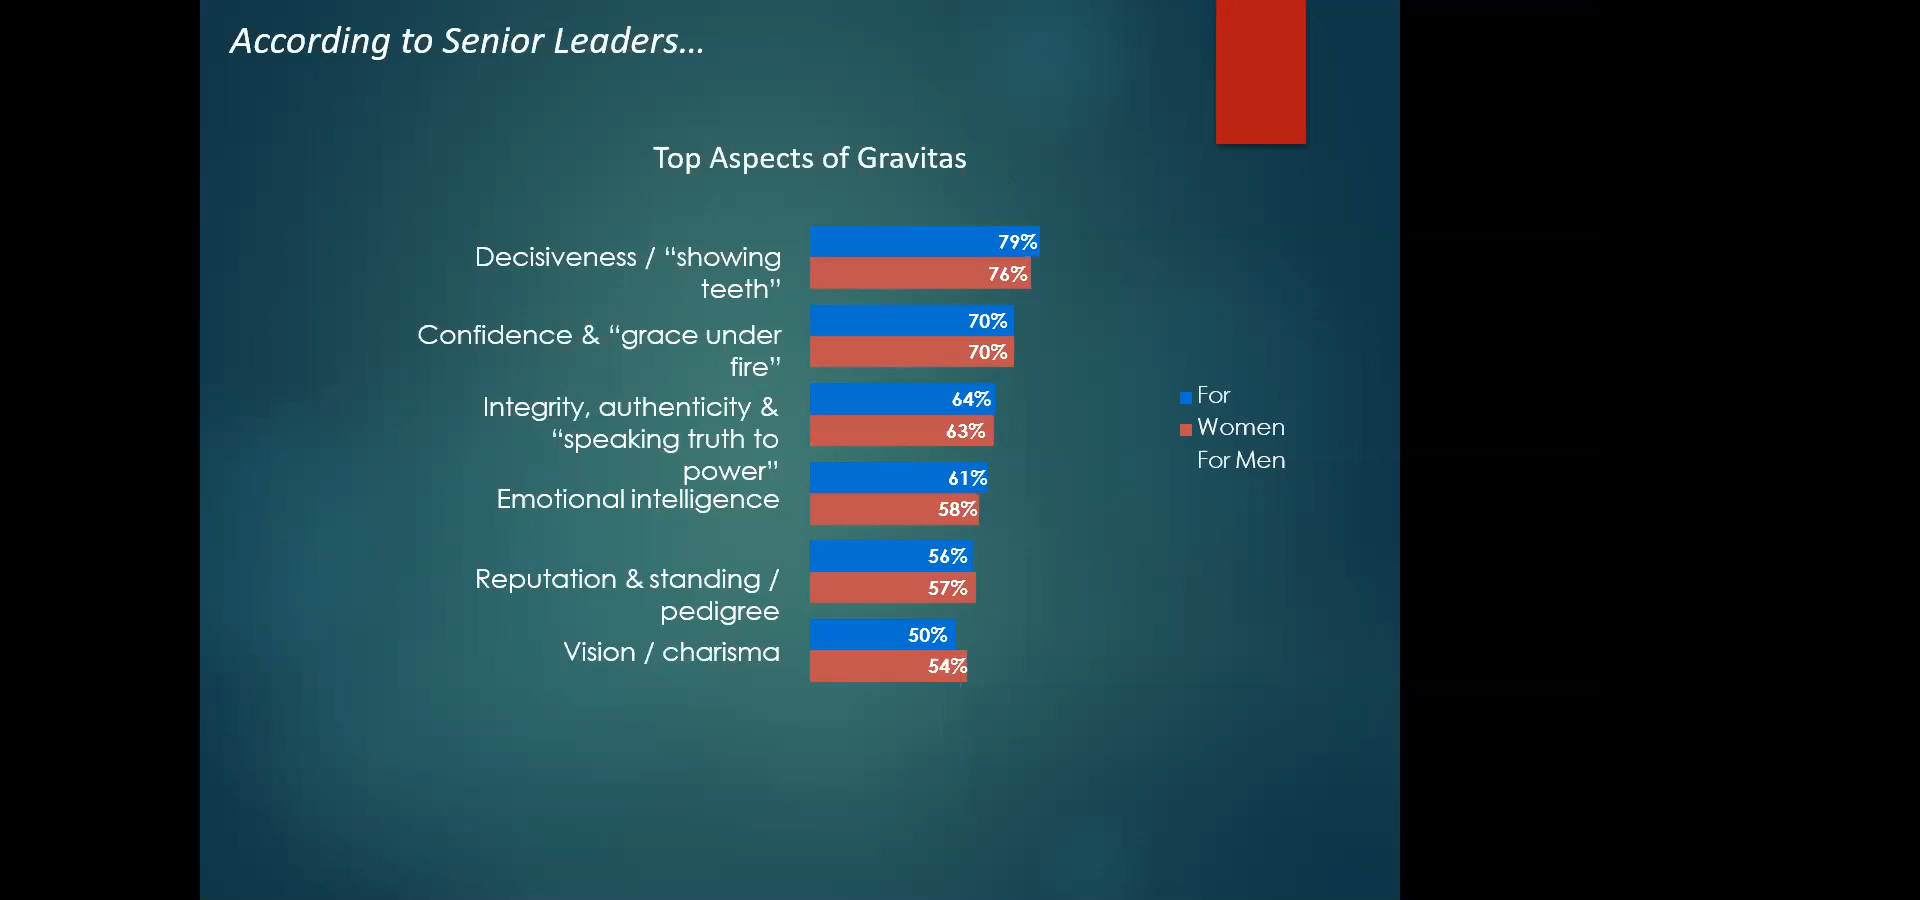 According to Senior Leaders...
Top Aspects of Gravitas
Decisiveness / “showing
teeth”
79%
76%
Confidence & “grace under
fire”
70%
70%
Integrity, authenticity &
“speaking truth to
power”
64%
63%
Emotional intelligence
61%
58%
Reputation & standing /
pedigree
56%
57%
Vision / charisma
50%
54%
For
Women
For Men